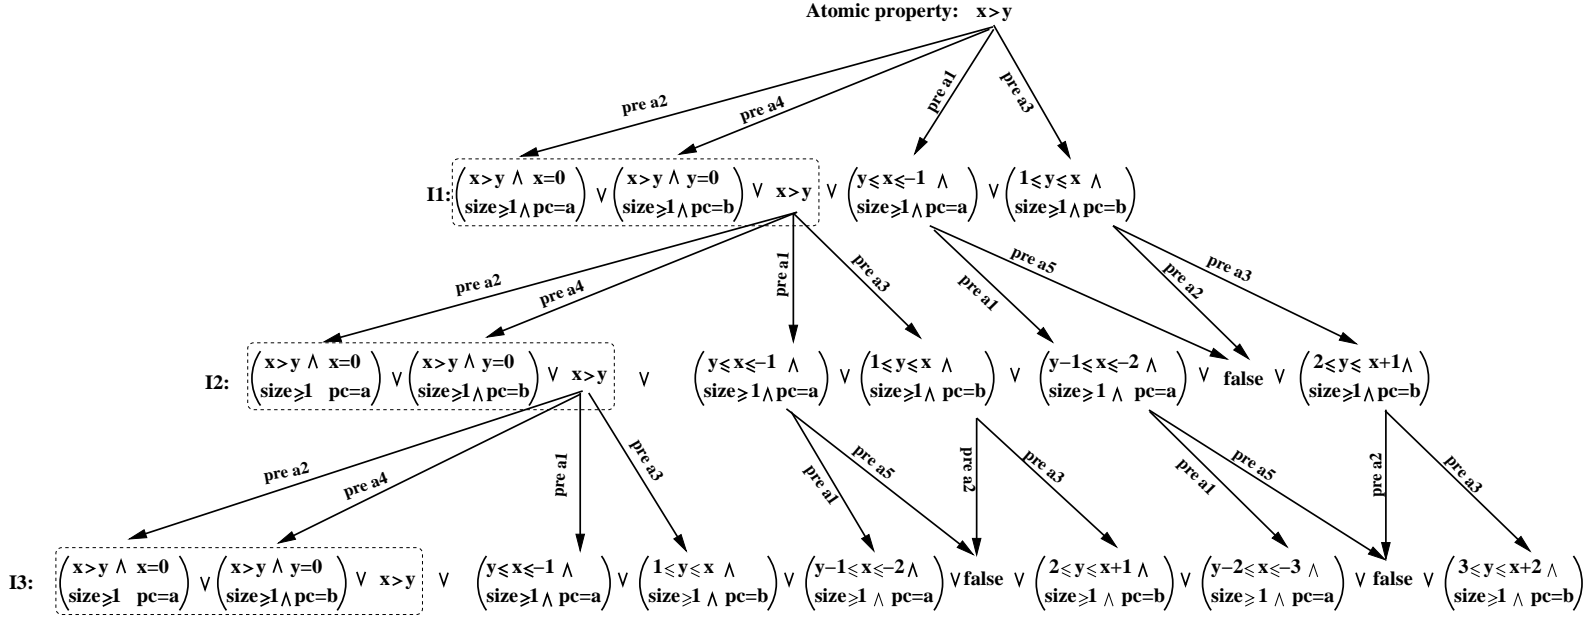 Atomic property: x>y
pre a2
pre a4
pre a1
pre a3
I1: (x>y ∧ x=0 size⩾1∧pc=a) ∨ (x>y ∧ y=0 size⩾1∧pc=b) ∨ x>y ∨ (y⩽x⩽−1 ∧ size⩾1∧pc=a) ∨ (1⩽y⩽x ∧ size⩾1∧pc=b)
pre a2
pre a4
pre a1
pre a3
pre a1
pre a5
pre a2
pre a3
I2: (x>y ∧ x=0 size⩾1 pc=a) ∨ (x>y ∧ y=0 size⩾1∧pc=b) ∨ x>y ∨ (y⩽x⩽−1 ∧ size⩾1∧pc=a) ∨ (1⩽y⩽x ∧ size⩾1∧pc=b) ∨ (y−1⩽x⩽−2 ∧ size⩾1 ∧ pc=a) ∨ false ∨ (2⩽y⩽ x+1∧ size⩾1∧pc=b)
pre a2
pre a4
pre a1
pre a3
pre a1
pre a5
pre a2
pre a3
pre a1
pre a5
pre a2
pre a3
I3: (x>y ∧ x=0 size⩾1 pc=a) ∨ (x>y ∧ y=0 size⩾1∧pc=b) ∨ x>y ∨ (y⩽x⩽−1 ∧ size⩾1∧pc=a) ∨ (1⩽y⩽x ∧ size⩾1 ∧ pc=b) ∨ (y−1⩽x⩽−2∧ size⩾1 ∧ pc=a) ∨ false ∨ (2⩽y⩽x+1 ∧ size⩾1 ∧ pc=b) ∨ (y−2⩽x⩽−3 ∧ size⩾1 ∧ pc=a) ∨ false ∨ (3⩽y⩽x+2 ∧ size⩾1 ∧ pc=b)